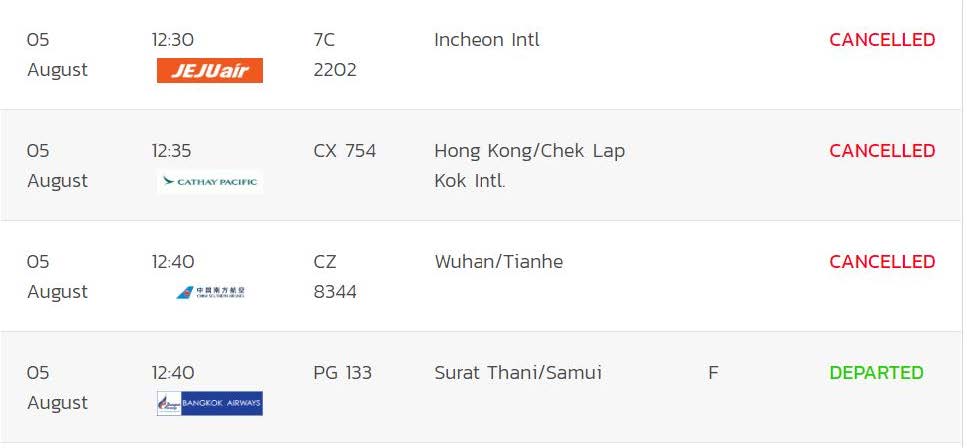 05 12:30 7C Incheon Intl CANCELLED
August JEJUair 2202
05 12:35 CX 754 Hong Kong/Chek Lap CANCELLED
August CATHAY PACIFIC Kok Intl.
05 12:40 CZ Wuhan/Tianhe CANCELLED
August 中国南方航空 8344
CHINA SOUTHERN AIRLINES
05 12:40 PG 133 Surat Thani/Samui F DEPARTED
August BANGKOK AIRWAYS